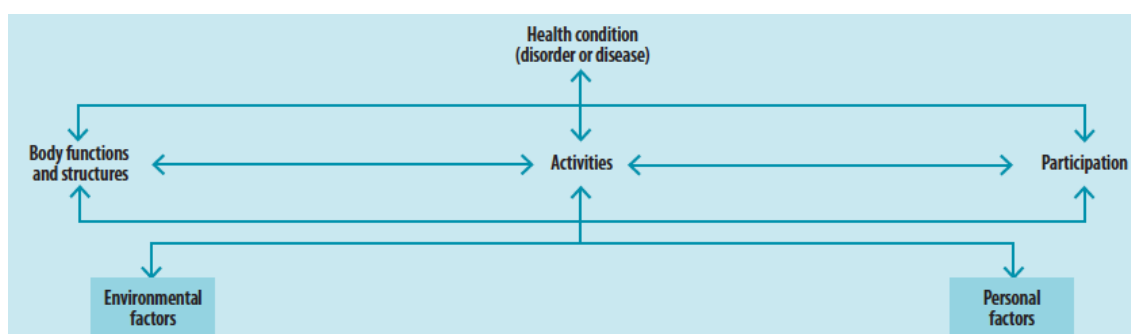 Health condition
(disorder or disease)
Body functions
and structures
Activities
Participation
Environmental
factors
Personal
factors